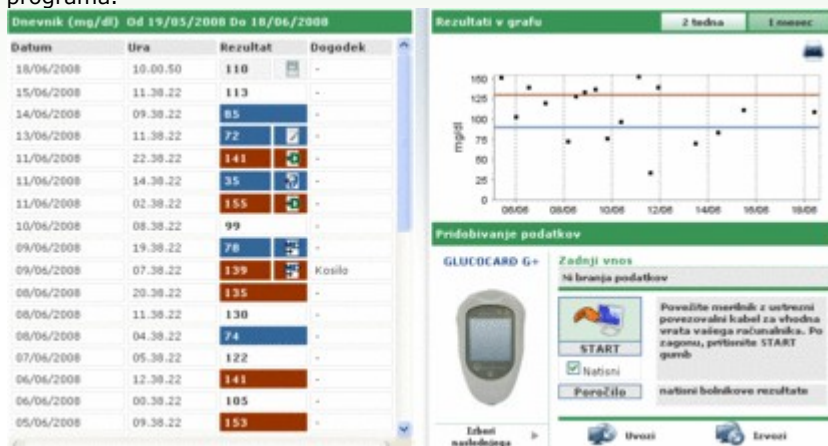 programa.
Dnevnik (mg/dl) Od 19/05/2008 Do 18/06/2008
Datum Ura Rezultat Dogodek
18/06/2008 10.00.50 110 -
15/06/2008 11.38.22 113 -
14/06/2008 09.38.22 85 -
13/06/2008 11.38.22 72 -
11/06/2008 22.38.22 141 -
11/06/2008 14.38.22 35 -
11/06/2008 02.38.22 155 -
10/06/2008 08.38.22 99 -
09/06/2008 19.38.22 78 -
09/06/2008 07.38.22 139 Kosilo
08/06/2008 20.38.22 135 -
08/06/2008 11.38.22 130 -
08/06/2008 04.38.22 74 -
07/06/2008 05.38.22 122 -
06/06/2008 12.38.22 141 -
06/06/2008 00.38.22 105 -
05/06/2008 09.38.22 153 -
Rezultati v grafu 2 tedna 1 mesec
mg/dl
150
125
100
75
50
25
0
06/06 08/06 10/06 12/06 14/06 16/06 18/06
Pridobivanje podatkov
GLUCOCARD G+
Izberi
naslednjega
Zadnji vnos
Ni branja podatkov
START
Natisni
Poročilo
Povežite merilnik z ustrezni
povezovalni kabel za vhodna
vrata vašega računalnika. Po
zagonu, pritisnite START
gumb
natisni bolnikove rezultate
Uvozi Izvozi